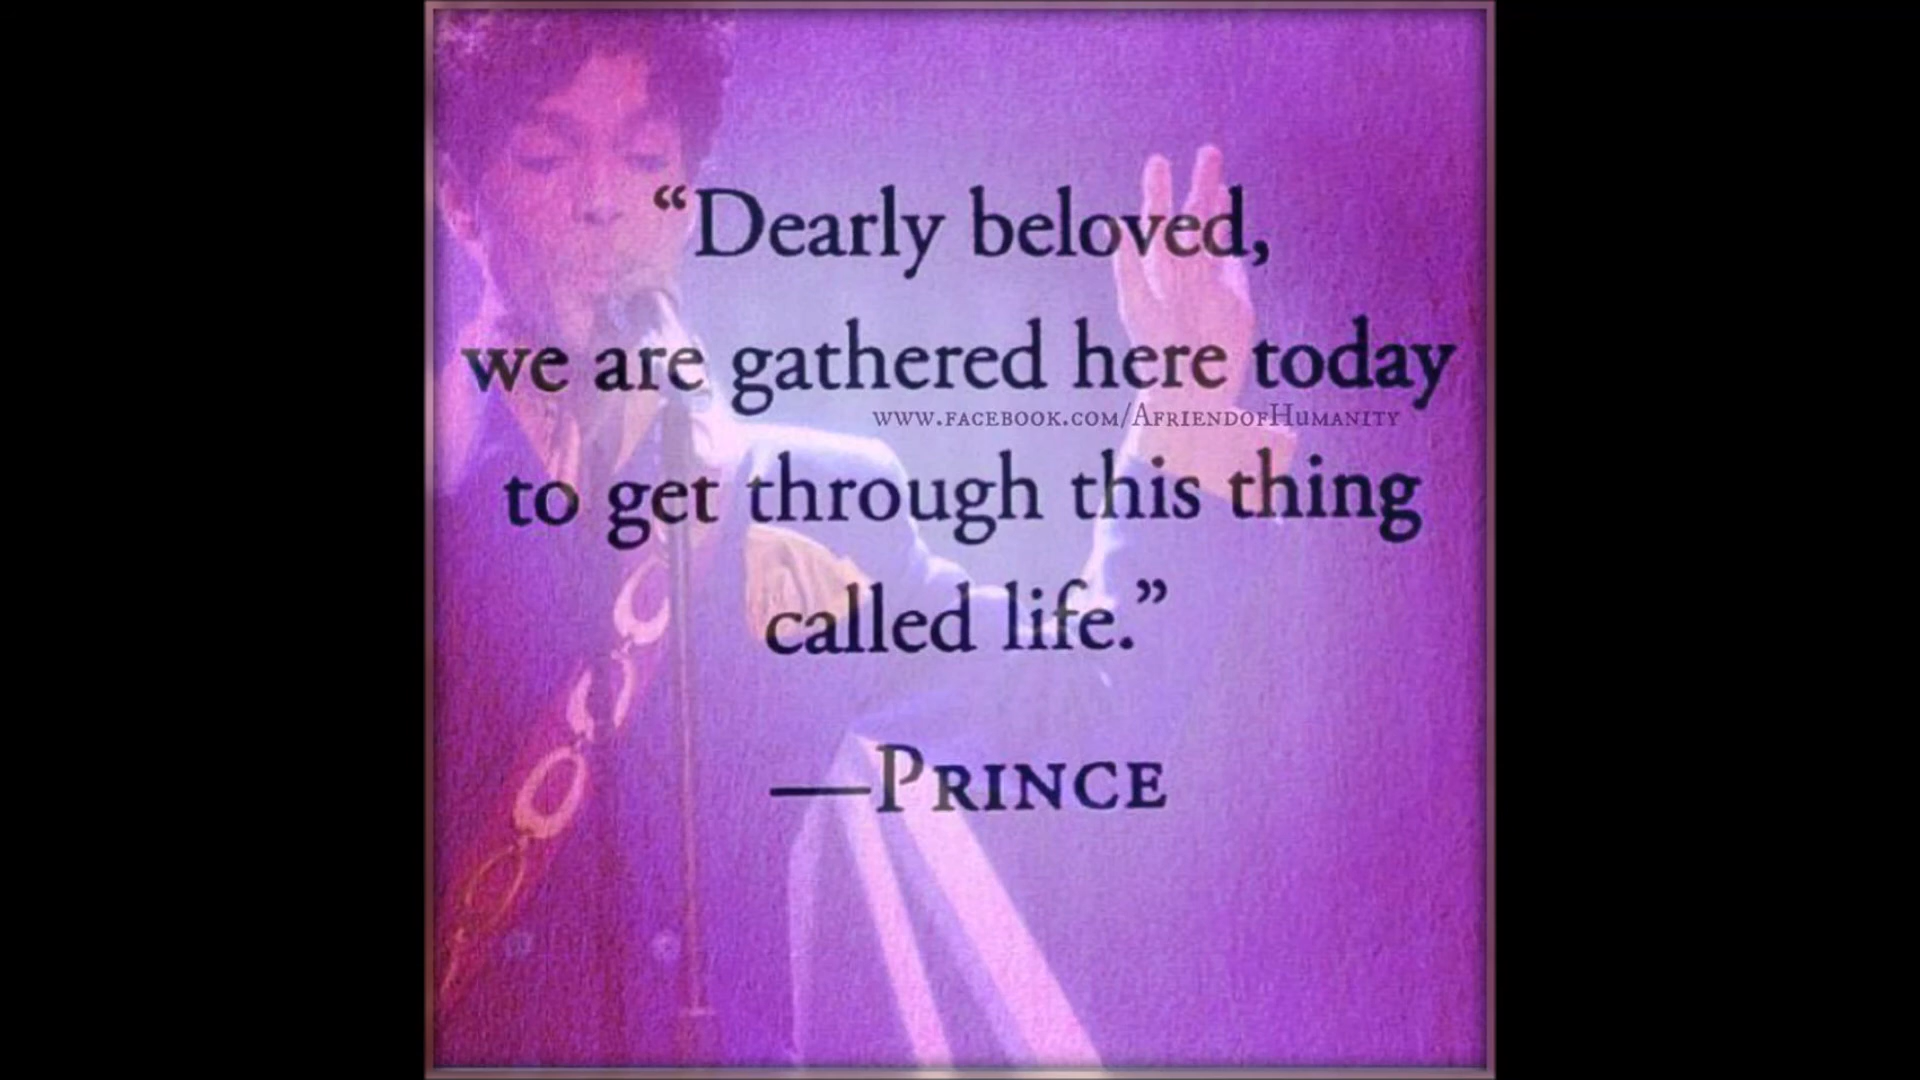 “Dearly beloved,
we are gathered here today
www.facebook.com/AfriendofHumanity
to get through this thing
called life.”
—Prince